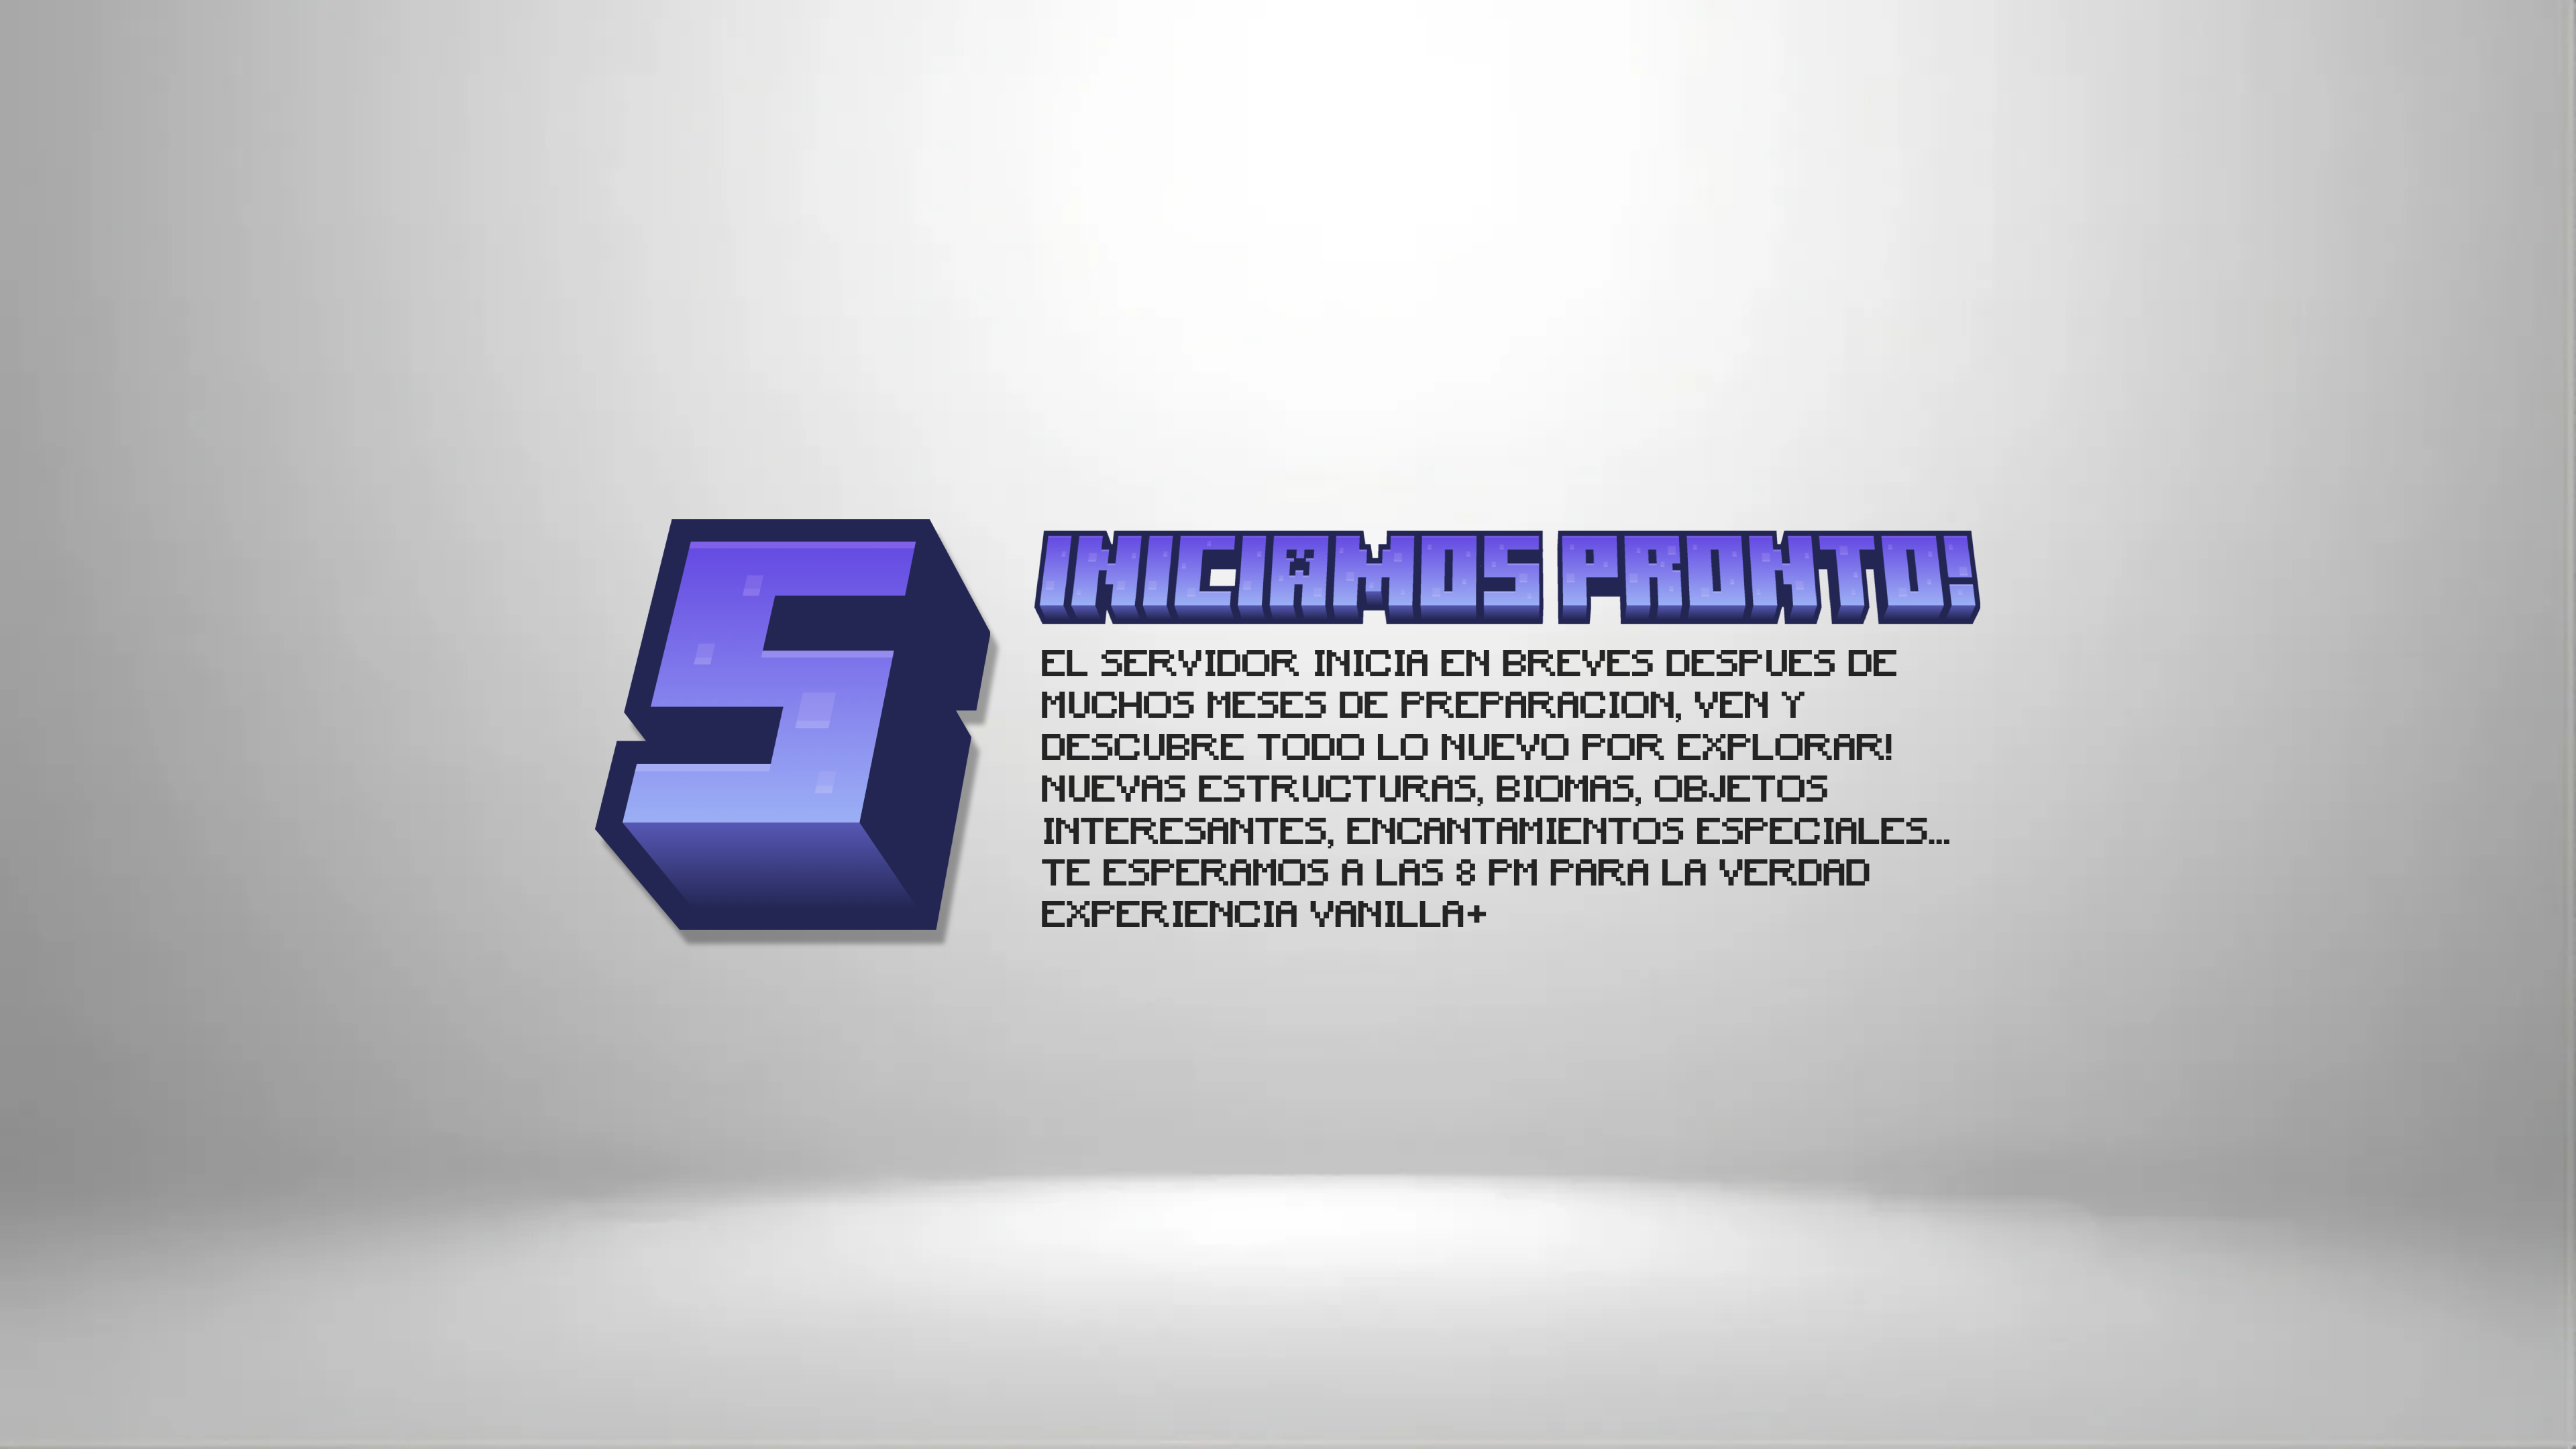 S
INICIAMOS PRONTO!
EL SERVIDOR INICIA EN BREVES DESPUES DE
MUCHOS MESES DE PREPARACION, VEN Y
DESCUBRE TODO LO NUEVO POR EXPLORAR!
NUEVAS ESTRUCTURAS, BIOMAS, OBJETOS
INTERESANTES, ENCANTAMIENTOS ESPECIALES...
TE ESPERAMOS A LAS 8 PM PARA LA VERDAD
EXPERIENCIA VANILLA+